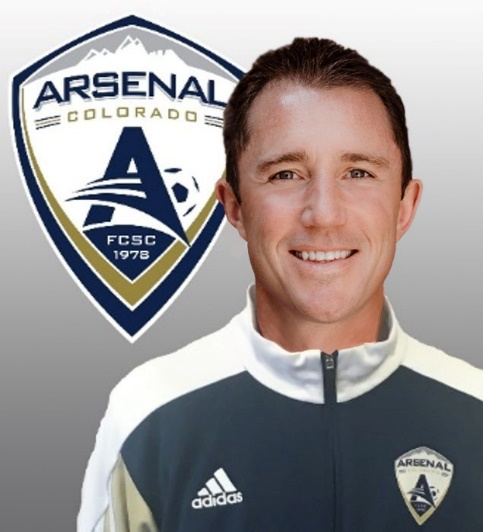 ARSENAL
COLORADO
FCSC
1978
adidas
ARSENAL
A